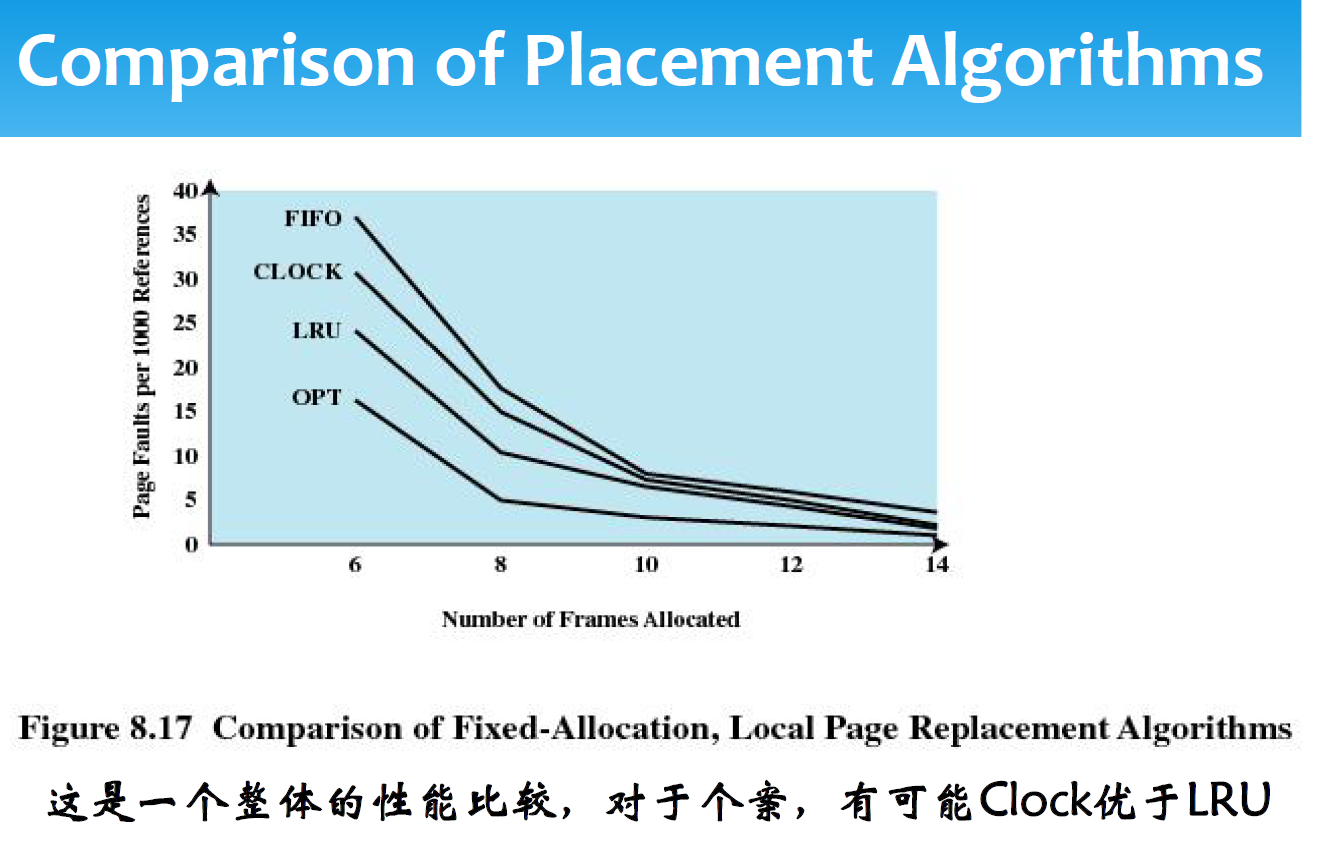 Comparison of Placement Algorithms
Page Faults per 1000 References
40
35
30
25
20
15
10
5
0
FIFO
CLOCK
LRU
OPT
6 8 10 12 14
Number of Frames Allocated
Figure 8.17 Comparison of Fixed-Allocation, Local Page Replacement Algorithms
这是一个整体的性能比较，对于个案，有可能Clock优于LRU